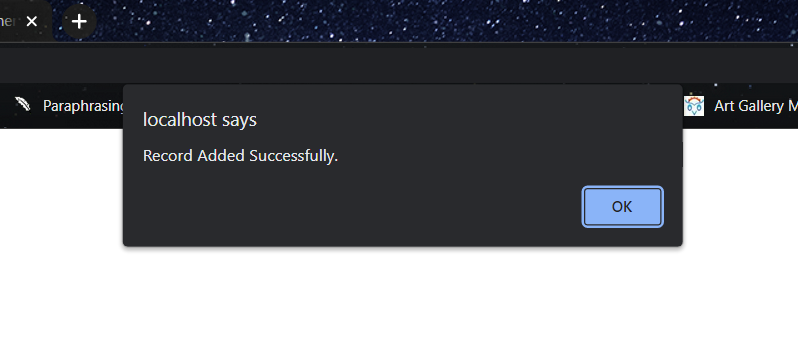 Paraphrasing
Art Gallery M
localhost says
Record Added Successfully.
OK